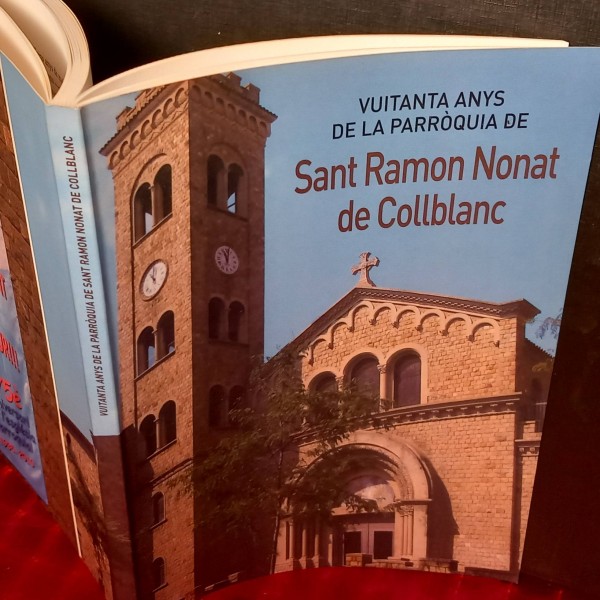 VUITANTA ANYS
DE LA PARRÒQUIA DE
Sant Ramon Nonat
de Collblanc
VUITANTA ANYS DE LA PARRÒQUIA DE SANT RAMON NONAT DE COLLBLANC